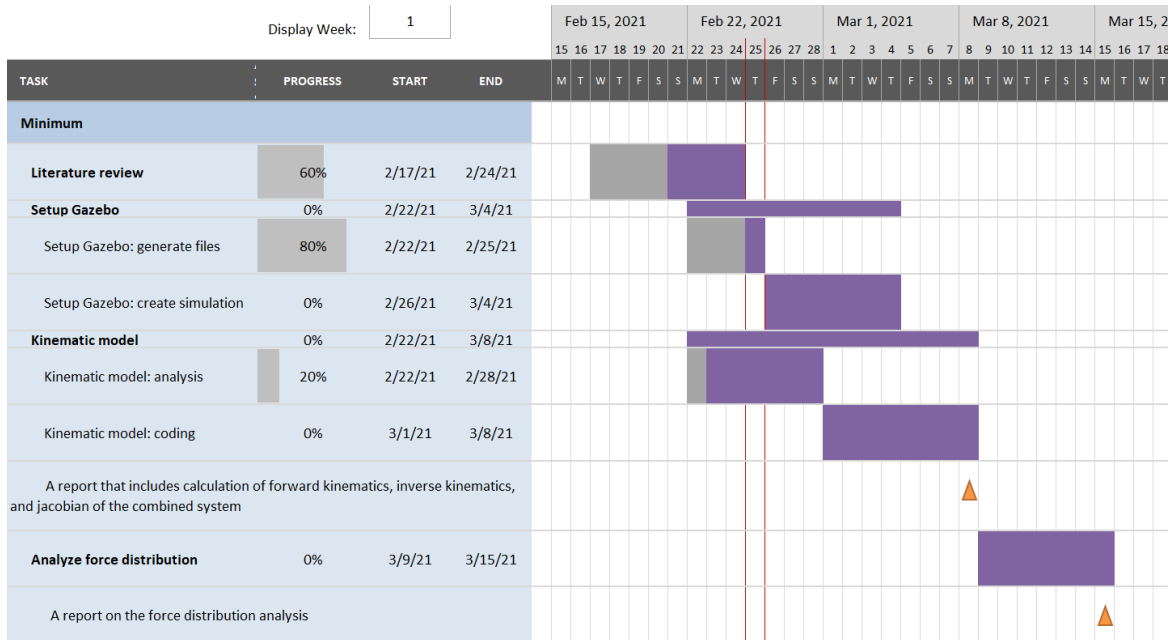 Display Week: 1
Feb 15, 2021 Feb 22, 2021 Mar 1, 2021 Mar 8, 2021 Mar 15, 2
15 16 17 18 19 20 21 22 23 24 25 26 27 28 1 2 3 4 5 6 7 8 9 10 11 12 13 14 15 16 17 18
TASK PROGRESS START END M T W T F S S M T W T F S S M T W T F S S M T W T F S S M T W T
Minimum
Literature review 60% 2/17/21 2/24/21
Setup Gazebo 0% 2/22/21 3/4/21
Setup Gazebo: generate files 80% 2/22/21 2/25/21
Setup Gazebo: create simulation 0% 2/26/21 3/4/21
Kinematic model 0% 2/22/21 3/8/21
Kinematic model: analysis 20% 2/22/21 2/28/21
Kinematic model: coding 0% 3/1/21 3/8/21
A report that includes calculation of forward kinematics, inverse kinematics,
and jacobian of the combined system
Analyze force distribution 0% 3/9/21 3/15/21
A report on the force distribution analysis